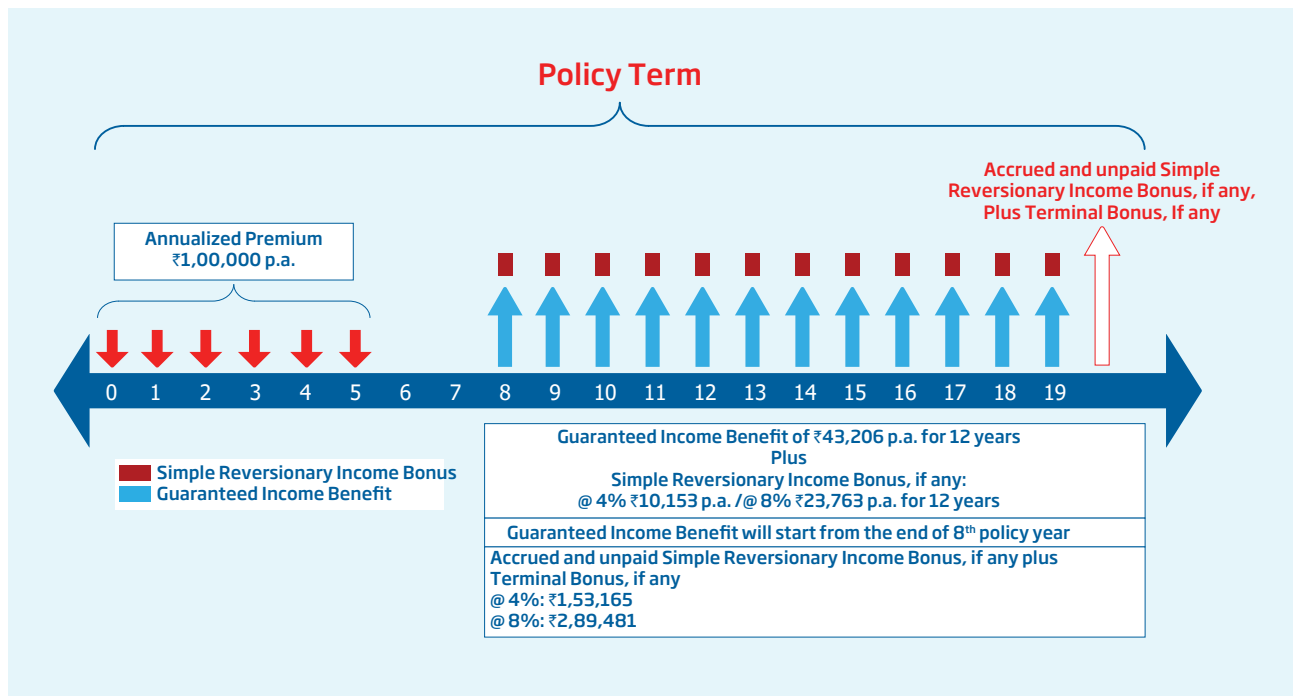 Policy Term
Accrued and unpaid Simple
Reversionary Income Bonus, if any,
Plus Terminal Bonus, If any
Annualized Premium
₹1,00,000 p.a.
0 1 2 3 4 5 6 7 8 9 10 11 12 13 14 15 16 17 18 19
Simple Reversionary Income Bonus
Guaranteed Income Benefit
Guaranteed Income Benefit of ₹43,206 p.a. for 12 years
Plus
Simple Reversionary Income Bonus, if any:
@ 4% ₹10,153 p.a. /@ 8% ₹23,763 p.a. for 12 years
Guaranteed Income Benefit will start from the end of 8th policy year
Accrued and unpaid Simple Reversionary Income Bonus, if any plus
Terminal Bonus, if any
@ 4%: ₹1,53,165
@ 8%: ₹2,89,481